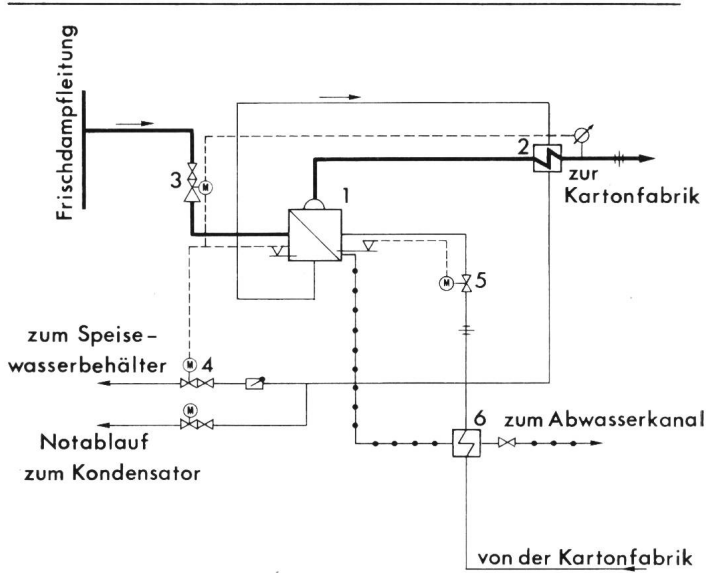 Frischdampfleitung
2
zur
Kartonfabrik
3
M
1
M
5
zum Speise-
wasserbehälter
M
4
M
Notablauf
zum Kondensator
6
zum Abwasserkanal
von der Kartonfabrik